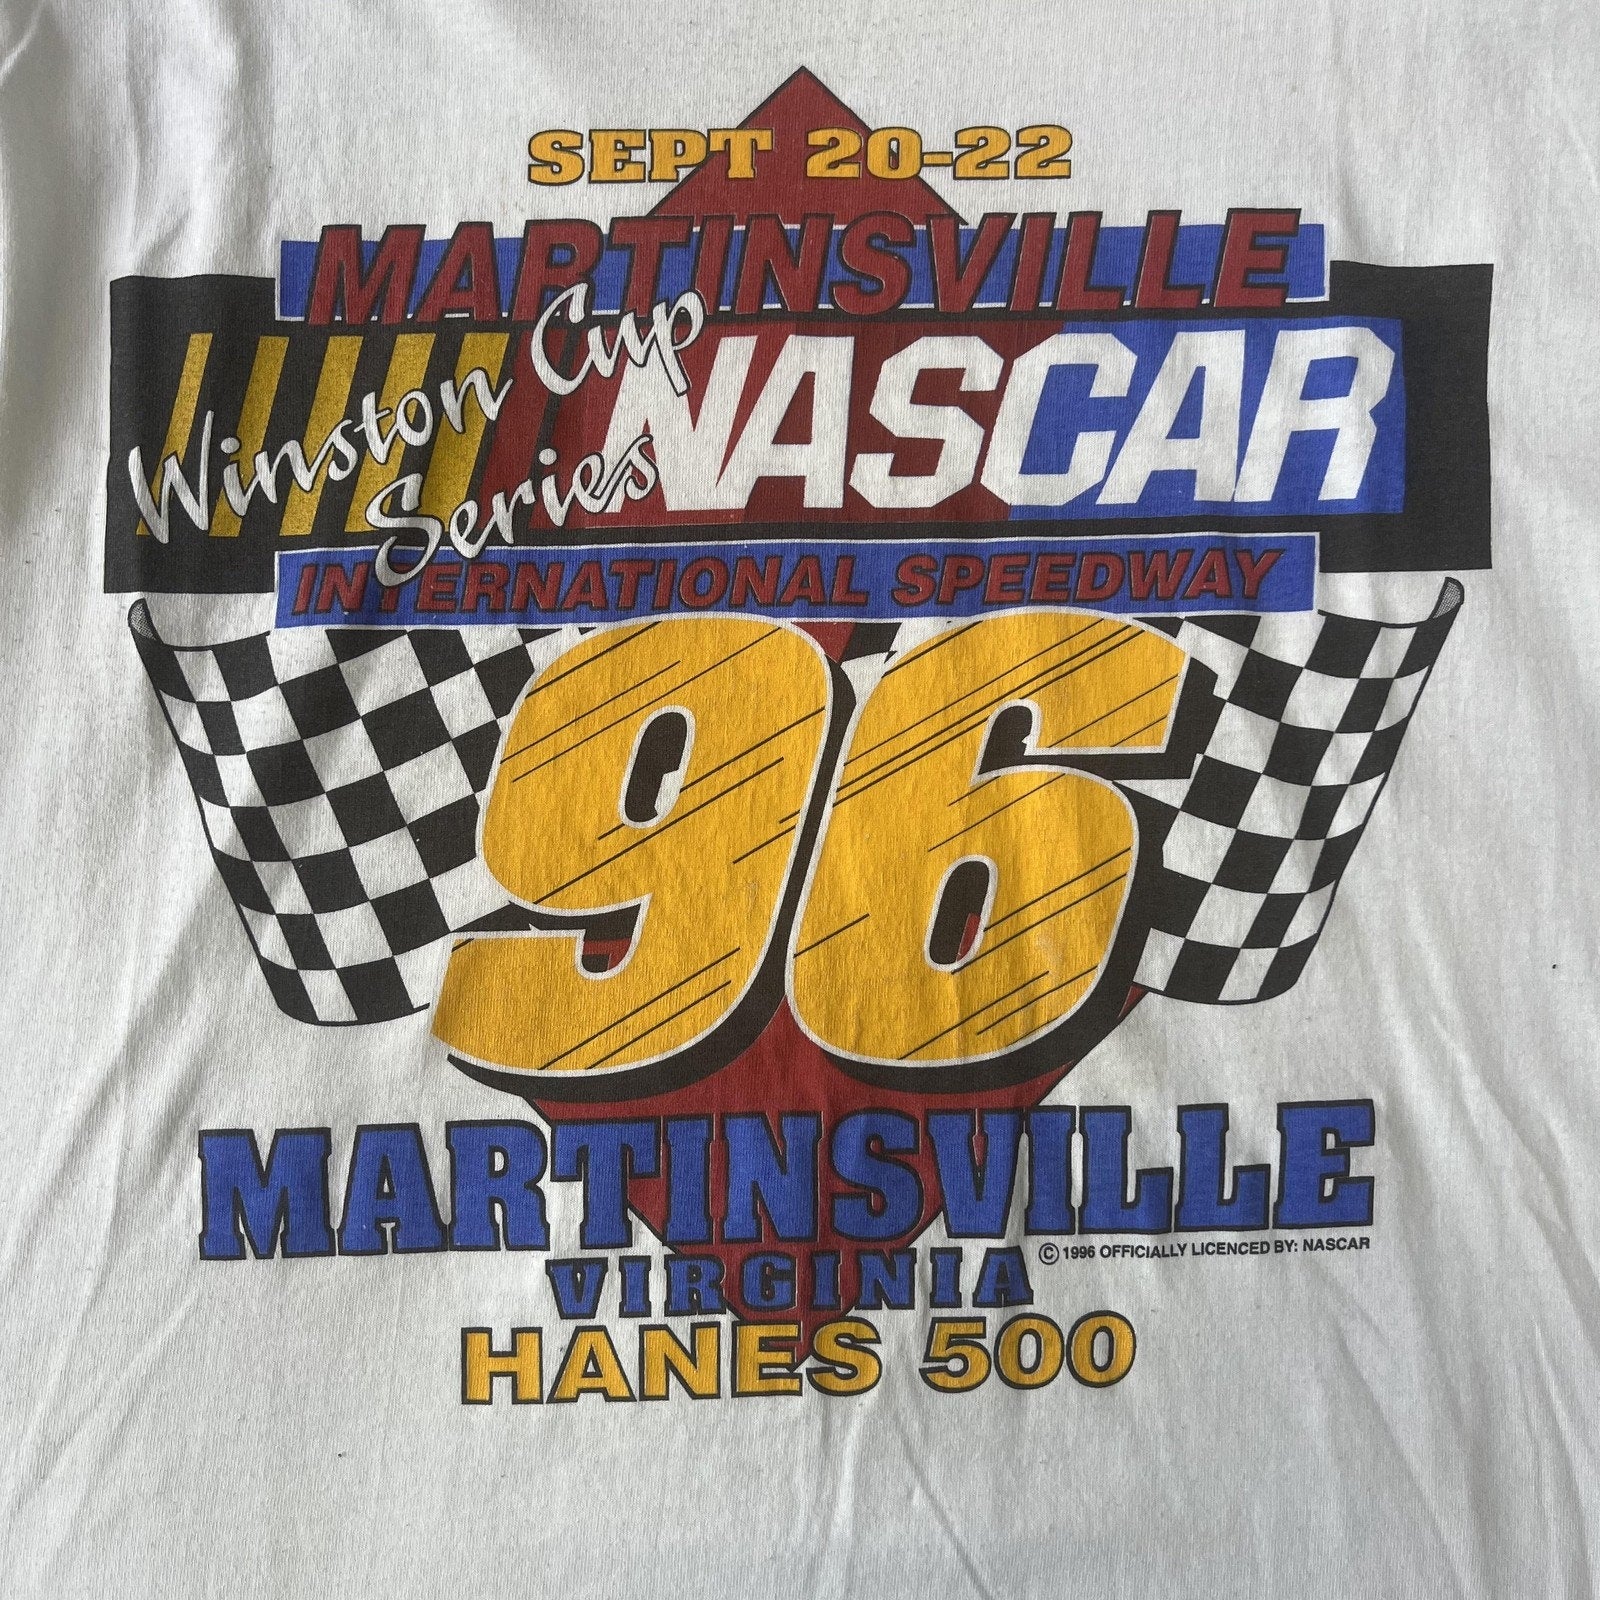 SEPT 20-22
MARTINSVILLE
Winston Cup
Series
NASCAR
INTERNATIONAL SPEEDWAY
96
MARTINSVILLE
© 1996 OFFICIALLY LICENCED BY: NASCAR
VIRGINIA
HANES 500